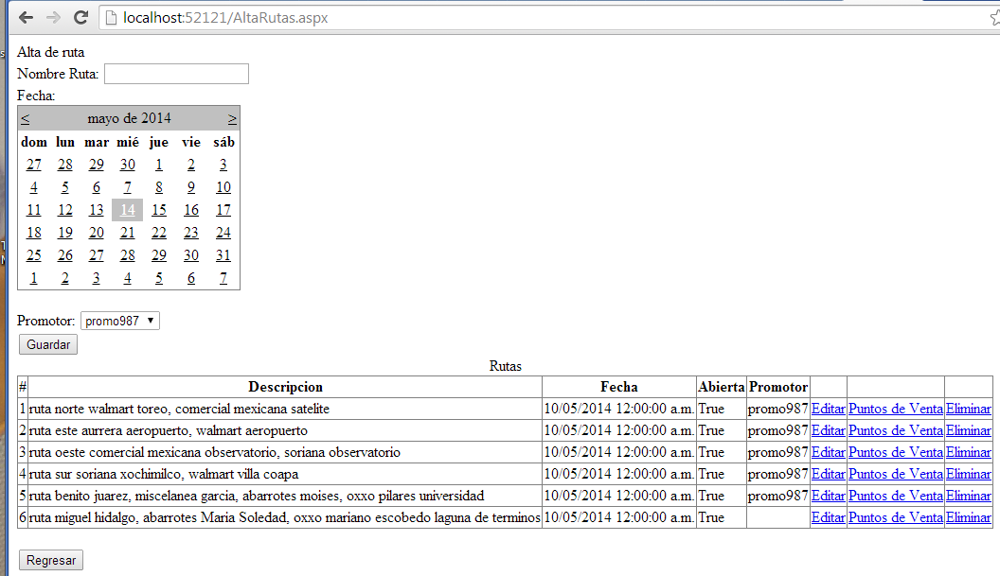 localhost:52121/AltaRutas.aspx
Alta de ruta
Nombre Ruta:
Fecha:
< mayo de 2014 >
dom lun mar mié jue vie sáb
27 28 29 30 1 2 3
4 5 6 7 8 9 10
11 12 13 14 15 16 17
18 19 20 21 22 23 24
25 26 27 28 29 30 31
1 2 3 4 5 6 7
Promotor: promo987
Guardar
Rutas
# Descripcion Fecha Abierta Promotor
1 ruta norte walmart toreo, comercial mexicana satelite 10/05/2014 12:00:00 a.m. True promo987 Editar Puntos de Venta Eliminar
2 ruta este aurrera aeropuerto, walmart aeropuerto 10/05/2014 12:00:00 a.m. True promo987 Editar Puntos de Venta Eliminar
3 ruta oeste comercial mexicana observatorio, soriana observatorio 10/05/2014 12:00:00 a.m. True promo987 Editar Puntos de Venta Eliminar
4 ruta sur soriana xochimilco, walmart villa coapa 10/05/2014 12:00:00 a.m. True promo987 Editar Puntos de Venta Eliminar
5 ruta benito juarez, miscelanea garcia, abarrotes moises, oxxo pilares universidad 10/05/2014 12:00:00 a.m. True promo987 Editar Puntos de Venta Eliminar
6 ruta miguel hidalgo, abarrotes Maria Soledad, oxxo mariano escobedo laguna de terminos 10/05/2014 12:00:00 a.m. True Editar Puntos de Venta Eliminar
Regresar